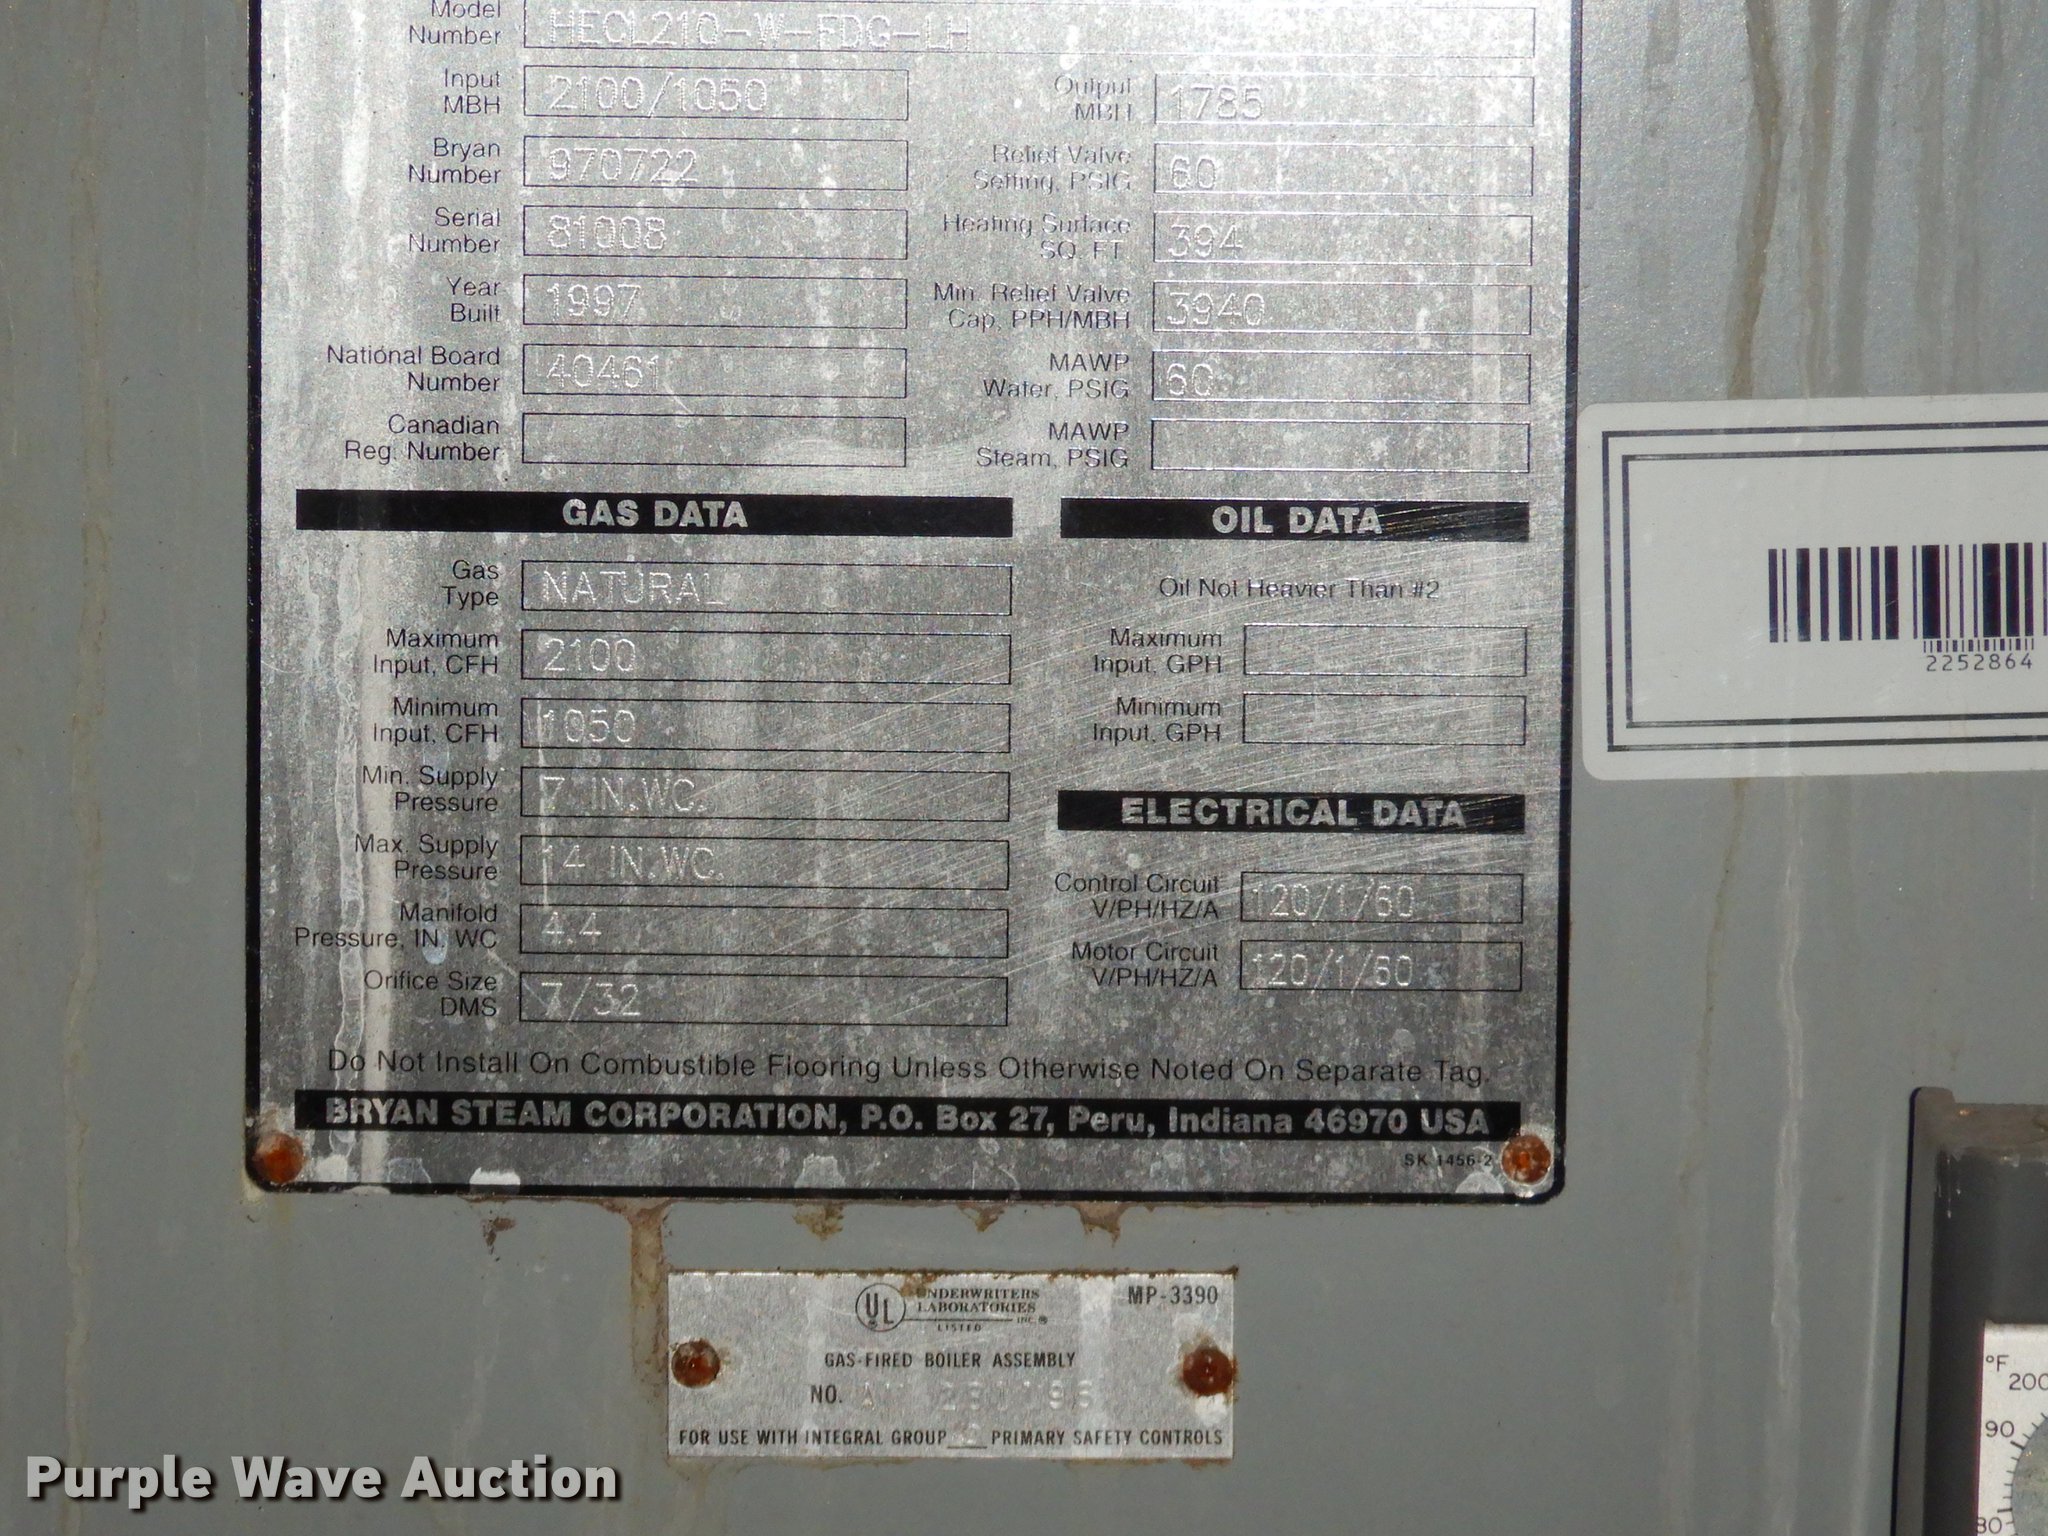 Model
Number HECL210-W-FDG-LH
Input
MBH 2100/1050
Output
MBH 1785
Bryan
Number 970722
Relief Valve
Setting, PSIG 60
Serial
Number 81008
Heating Surface
SQ. FT. 394
Year
Built 1997
Min. Relief Valve
Cap, PPH/MBH 3940
National Board
Number 40461
MAWP
Water, PSIG 60
Canadian
Reg. Number
MAWP
Steam, PSIG
GAS DATA
Gas
Type NATURAL
Maximum
Input, CFH 2100
Minimum
Input, CFH 1050
Min. Supply
Pressure 7 IN.WC.
Max. Supply
Pressure 14 IN.WC.
Manifold
Pressure, IN. WC 4.4
Orifice Size
DMS 7/32
OIL DATA
Oil Not Heavier Than #2
Maximum
Input, GPH
Minimum
Input, GPH
ELECTRICAL DATA
Control Circuit
V/PH/HZ/A 120/1/60
Motor Circuit
V/PH/HZ/A 120/1/60
Do Not Install On Combustible Flooring Unless Otherwise Noted On Separate Tag.
BRYAN STEAM CORPORATION, P.O. Box 27, Peru, Indiana 46970 USA
SK 1456-2
2252864
UL UNDERWRITERS
LABORATORIES
INC.®
LISTED
MP-3390
GAS-FIRED BOILER ASSEMBLY
NO.
FOR USE WITH INTEGRAL GROUP PRIMARY SAFETY CONTROLS
°F
200
90
80
Purple Wave Auction